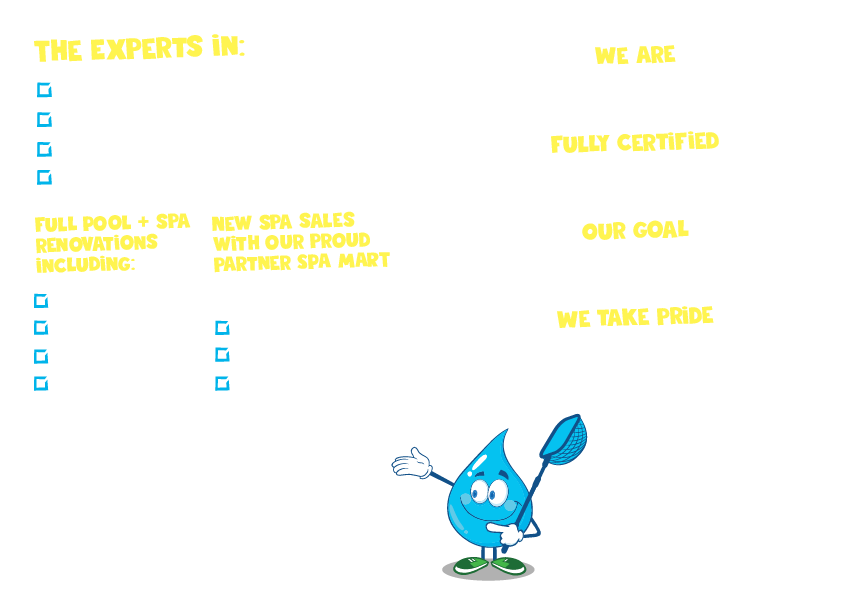 THE EXPERTS IN:
FULL POOL + SPA
RENOVATIONS
INCLUDING:
NEW SPA SALES
WITH OUR PROUD
PARTNER SPA MART
WE ARE
FULLY CERTIFIED
OUR GOAL
WE TAKE PRIDE